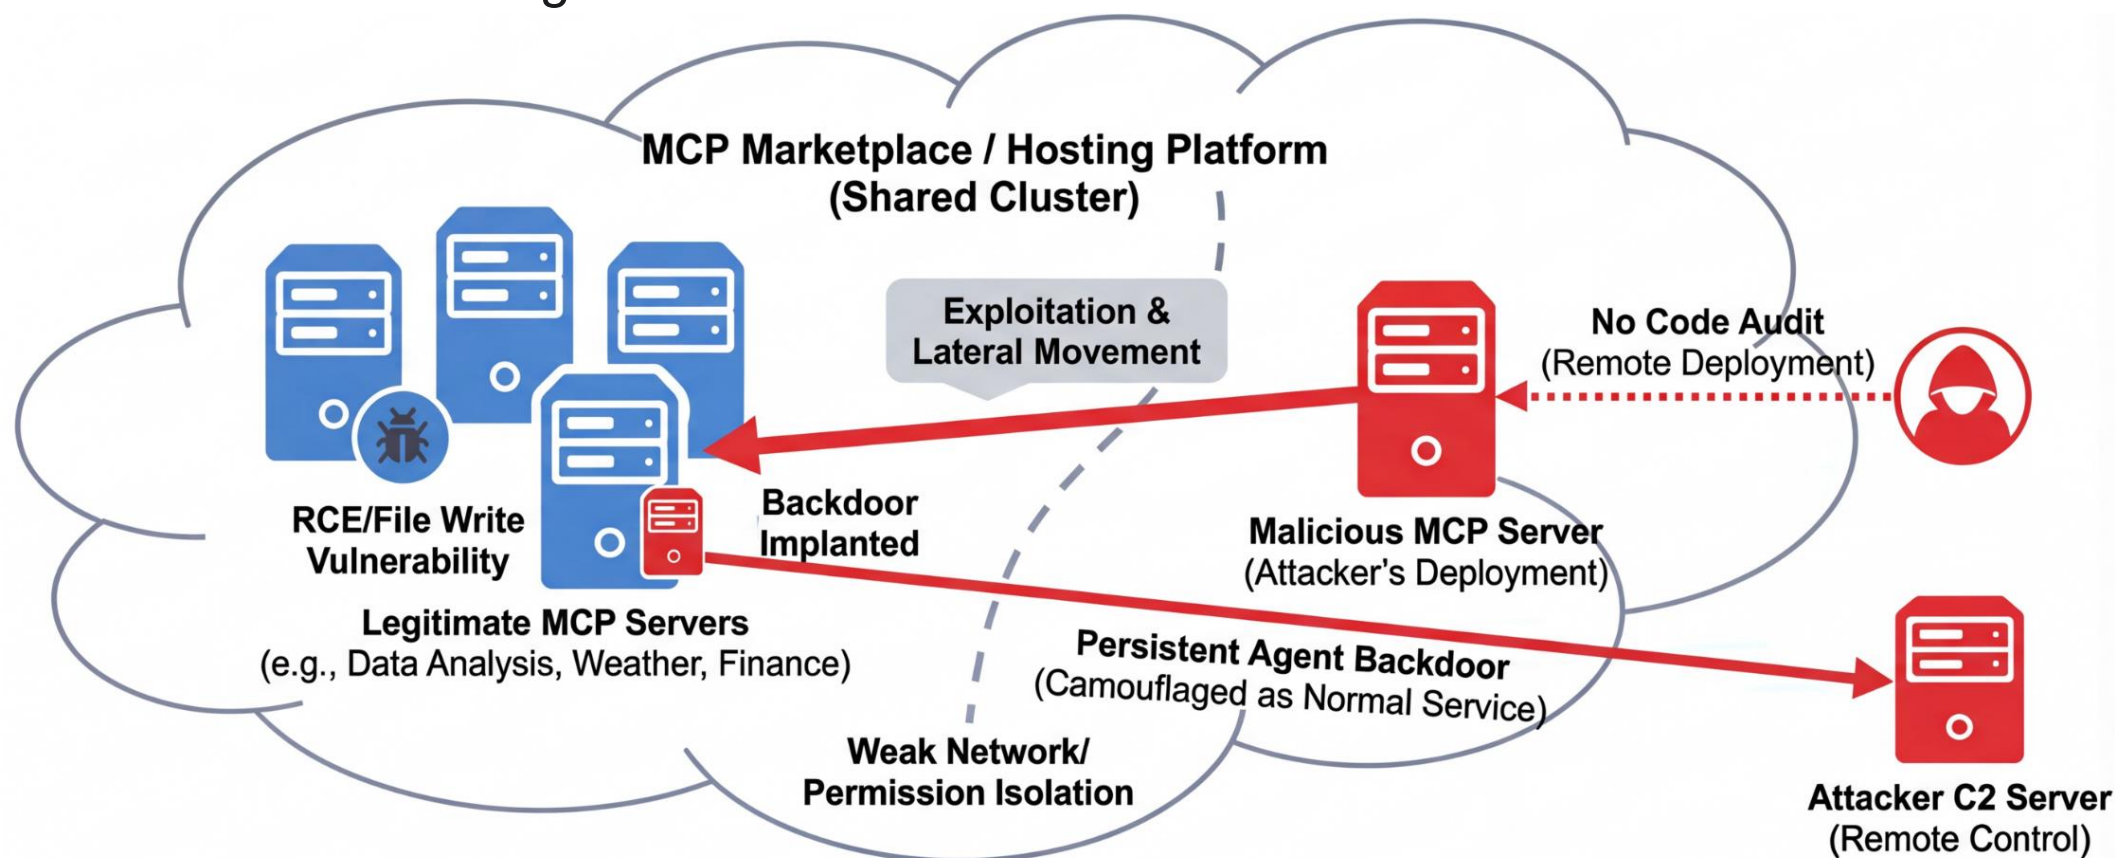 MCP Marketplace / Hosting Platform
(Shared Cluster)
Exploitation &
Lateral Movement
No Code Audit
(Remote Deployment)
RCE/File Write
Vulnerability
Backdoor
Implanted
Malicious MCP Server
(Attacker’s Deployment)
Legitimate MCP Servers
(e.g., Data Analysis, Weather, Finance)
Persistent Agent Backdoor
(Camouflaged as Normal Service)
Weak Network/
Permission Isolation
Attacker C2 Server
(Remote Control)